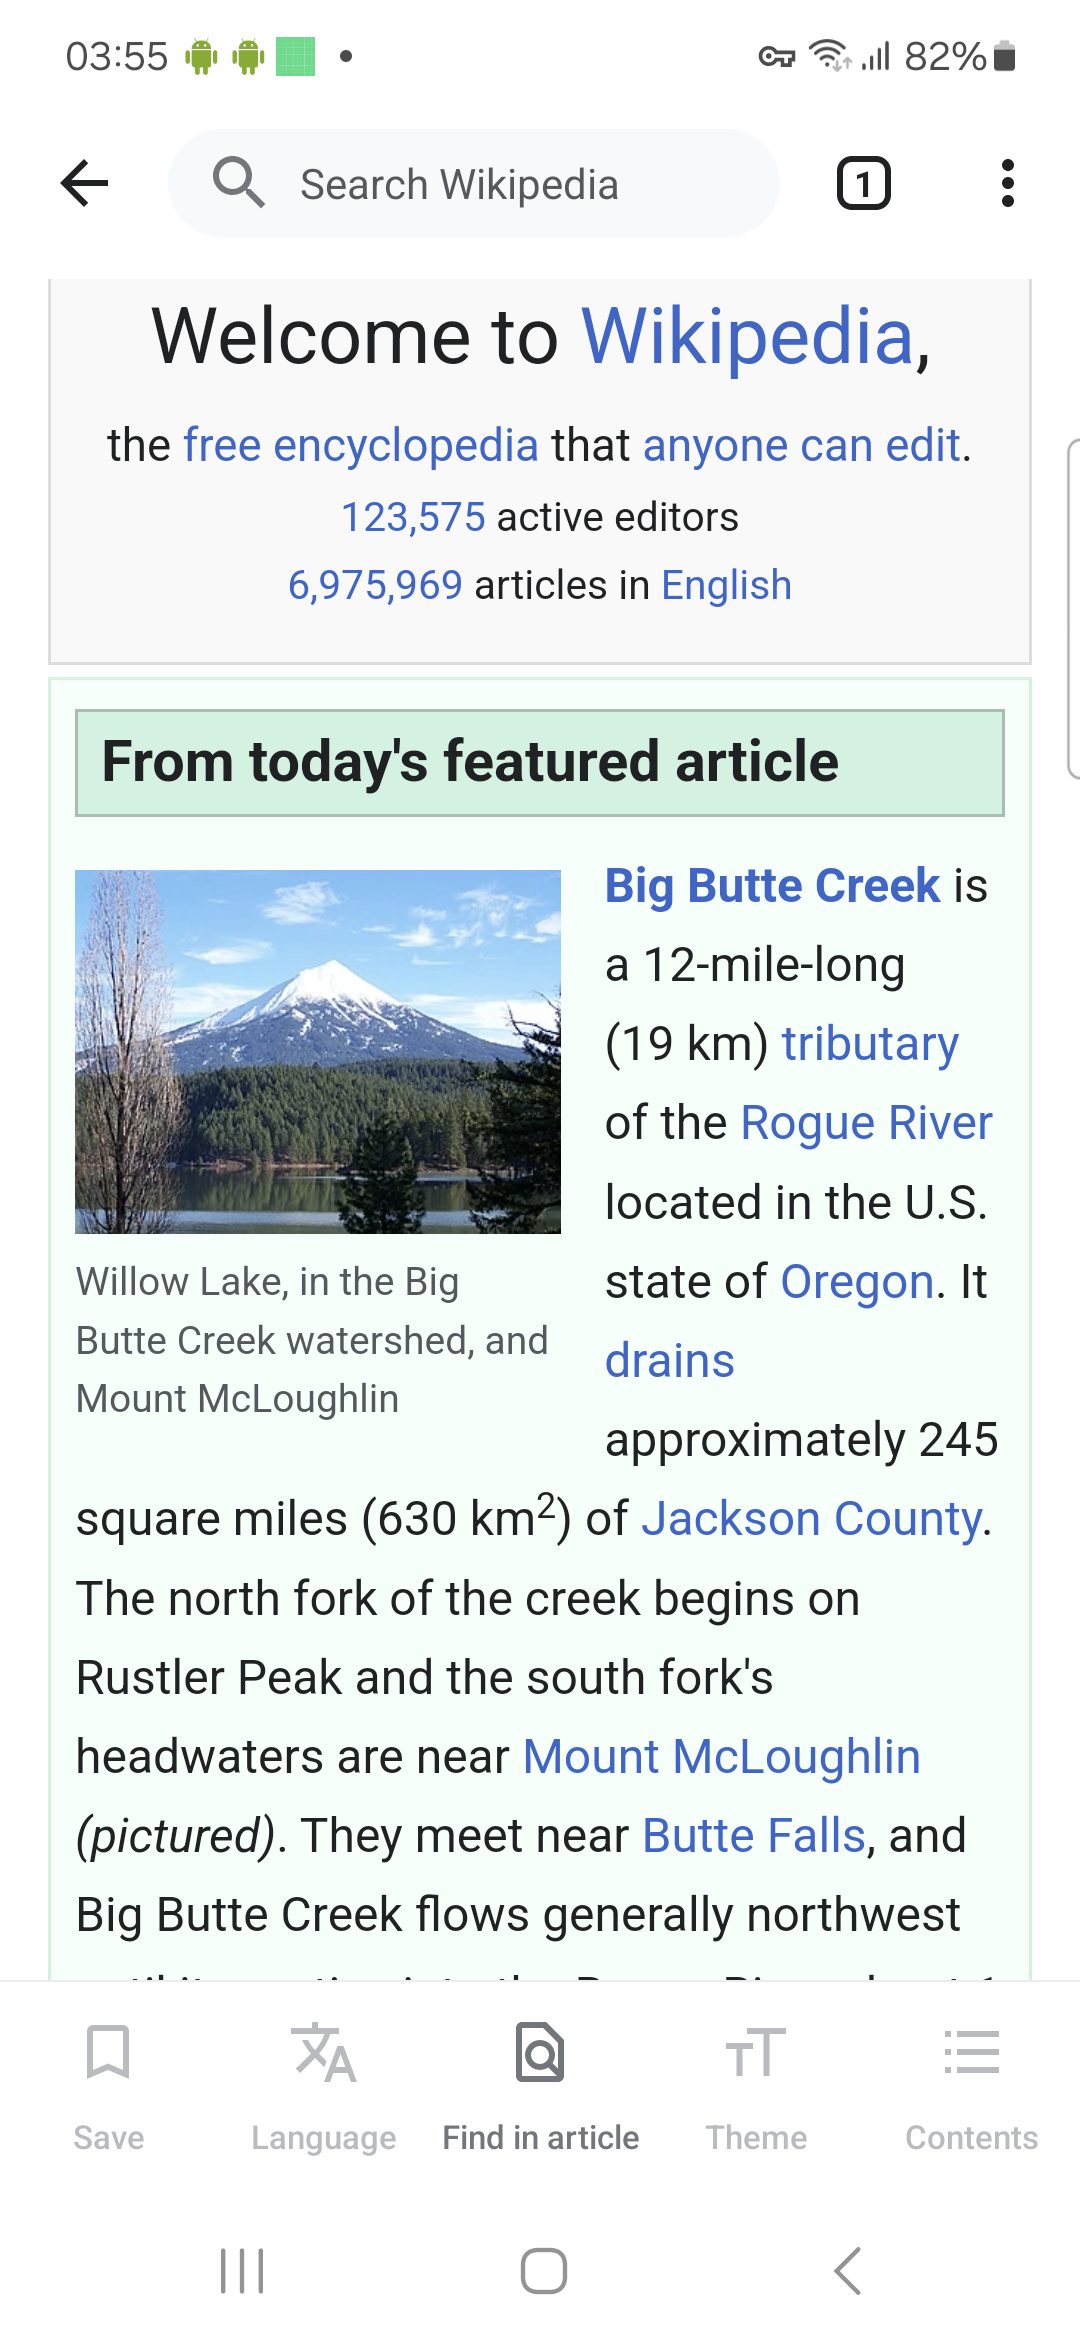 03:55
82%
Search Wikipedia
1
Welcome to Wikipedia,
the free encyclopedia that anyone can edit.
123,575 active editors
6,975,969 articles in English
From today's featured article
Big Butte Creek is
a 12-mile-long
(19 km) tributary
of the Rogue River
located in the U.S.
state of Oregon. It
drains
approximately 245
Willow Lake, in the Big
Butte Creek watershed, and
Mount McLoughlin
square miles (630 km²) of Jackson County.
The north fork of the creek begins on
Rustler Peak and the south fork's
headwaters are near Mount McLoughlin
(pictured). They meet near Butte Falls, and
Big Butte Creek flows generally northwest
Save
Language
Find in article
Theme
Contents